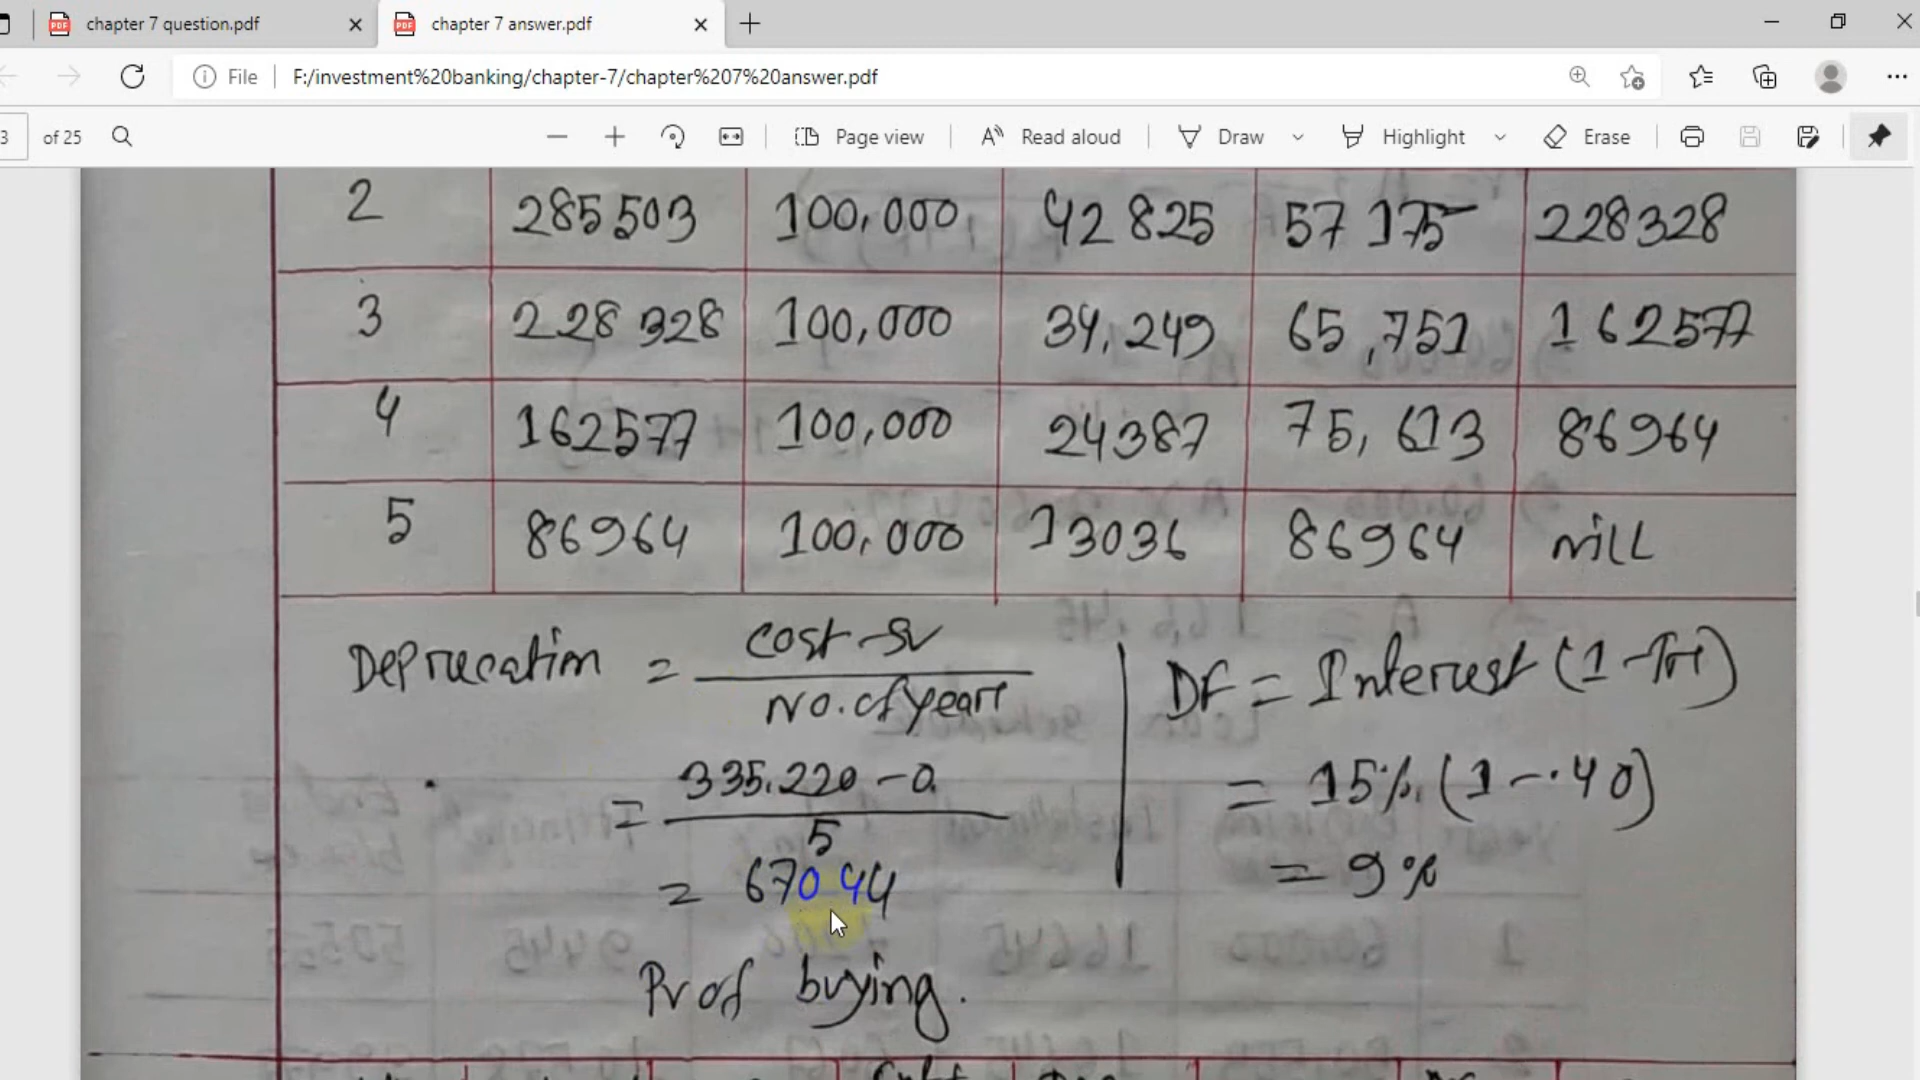 chapter 7 question.pdf
chapter 7 answer.pdf
File F:/investment%20banking/chapter-7/chapter%207%20answer.pdf
3 of 25 Page view Read aloud Draw Highlight Erase
2 285503 100,000 42825 57175 228328
3 228328 100,000 34,249 65,751 162577
4 162577 100,000 24387 75,613 86964
5 86964 100,000 13036 86964 nill
Depriecation = Cost - SV / No. of years
= 335.220 - 0 / 5
= 67044
DF = Interest (1 - Tri)
= 15% (1 - .40)
= 9%
Pv of buying.